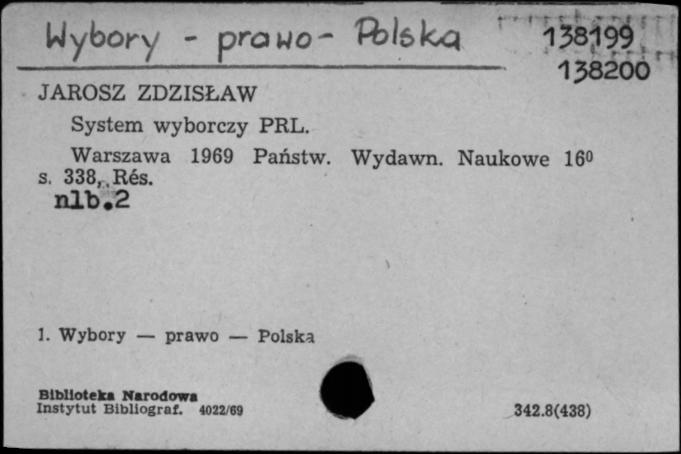 Wybory - prawo - Polska
138199
138200
JAROSZ ZDZISŁAW
System wyborczy PRL.
Warszawa 1969 Państw. Wydawn. Naukowe 16⁰
s. 338, Rés.
nlb.2
1. Wybory — prawo — Polska
Biblioteka Narodowa
Instytut Bibliograf. 4022/69
342.8(438)